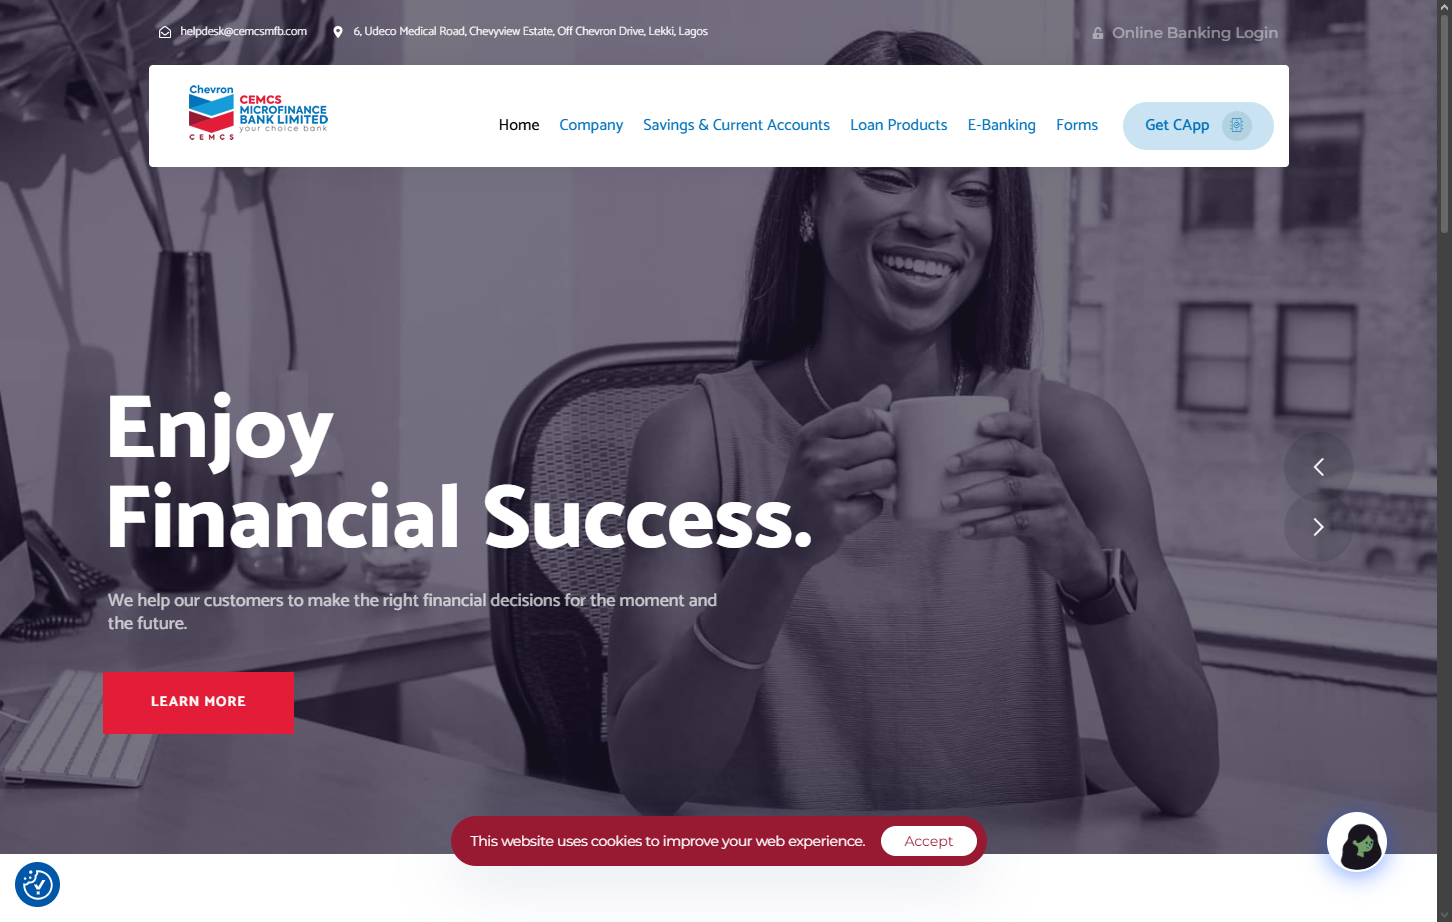 helpdesk@cemcsmfb.com
6, Udeco Medical Road, Chevyview Estate, Off Chevron Drive, Lekki, Lagos
Online Banking Login
Chevron
CEMCS
MICROFINANCE
BANK LIMITED
your choice bank
CEMCS
Home
Company
Savings & Current Accounts
Loan Products
E-Banking
Forms
Get CApp
Enjoy
Financial Success.
We help our customers to make the right financial decisions for the moment and
the future.
LEARN MORE
This website uses cookies to improve your web experience.
Accept